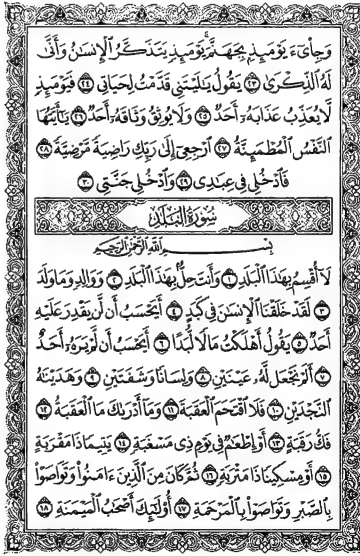 وَجِاْىٓءَ يَوْمَئِذِۭ بِجَهَنَّمَ يَوْمَئِذٍ يَتَذَكَّرُ ٱلْإِنسَٰنُ وَأَنَّىٰ
لَهُ ٱلذِّكْرَىٰ ٢٣ يَقُولُ يَٰلَيْتَنِى قَدَّمْتُ لِحَيَاتِى ٢٤ فَيَوْمَئِذٍ
لَّا يُعَذِّبُ عَذَابَهُۥٓ أَحَدٌ ٢٥ وَلَا يُوثِقُ وَثَاقَهُۥٓ أَحَدٌ ٢٦ يَٰٓأَيَّتُهَا
ٱلنَّفْسُ ٱلْمُطْمَئِنَّةُ ٢٧ ٱرْجِعِىٓ إِلَىٰ رَبِّكِ رَاضِيَةً مَّرْضِيَّةً ٢٨
فَٱدْخُلِى فِى عِبَٰدِى ٢٩ وَٱدْخُلِى جَنَّتِى ٣٠
سُورَةُ الْبَلَدِ
بِسْمِ ٱللَّهِ ٱلرَّحْمَٰنِ ٱلرَّحِيمِ
لَآ أُقْسِمُ بِهَٰذَا ٱلْبَلَدِ ١ وَأَنتَ حِلٌّۢ بِهَٰذَا ٱلْبَلَدِ ٢ وَوَالِدٍ وَمَا وَلَدَ
٣ لَقَدْ خَلَقْنَا ٱلْإِنسَٰنَ فِى كَبَدٍ ٤ أَيَحْسَبُ أَن لَّن يَقْدِرَ عَلَيْهِ
أَحَدٌ ٥ يَقُولُ أَهْلَكْتُ مَالًا لُّبَدًا ٦ أَيَحْسَبُ أَن لَّمْ يَرَهُۥٓ أَحَدٌ
٧ أَلَمْ نَجْعَل لَّهُۥ عَيْنَيْنِ ٨ وَلِسَانًا وَشَفَتَيْنِ ٩ وَهَدَيْنَٰهُ
ٱلنَّجْدَيْنِ ١٠ فَلَا ٱقْتَحَمَ ٱلْعَقَبَةَ ١١ وَمَآ أَدْرَىٰكَ مَا ٱلْعَقَبَةُ ١٢
فَكُّ رَقَبَةٍ ١٣ أَوْ إِطْعَٰمٌ فِى يَوْمٍ ذِى مَسْغَبَةٍ ١٤ يَتِيمًا ذَا مَقْرَبَةٍ
١٥ أَوْ مِسْكِينًا ذَا مَتْرَبَةٍ ١٦ ثُمَّ كَانَ مِنَ ٱلَّذِينَ ءَامَنُوا۟ وَتَوَاصَوْا۟
بِٱلصَّبْرِ وَتَوَاصَوْا۟ بِٱلْمَرْحَمَةِ ١٧ أُو۟لَٰٓئِكَ أَصْحَٰبُ ٱلْمَيْمَنَةِ ١٨